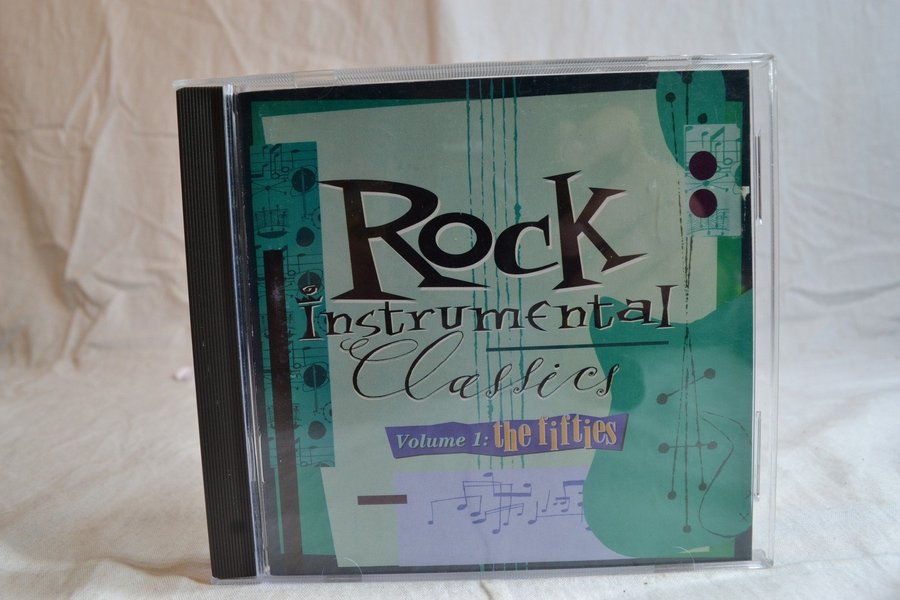 Rock
instrumental
Classics
Volume 1: the fifties